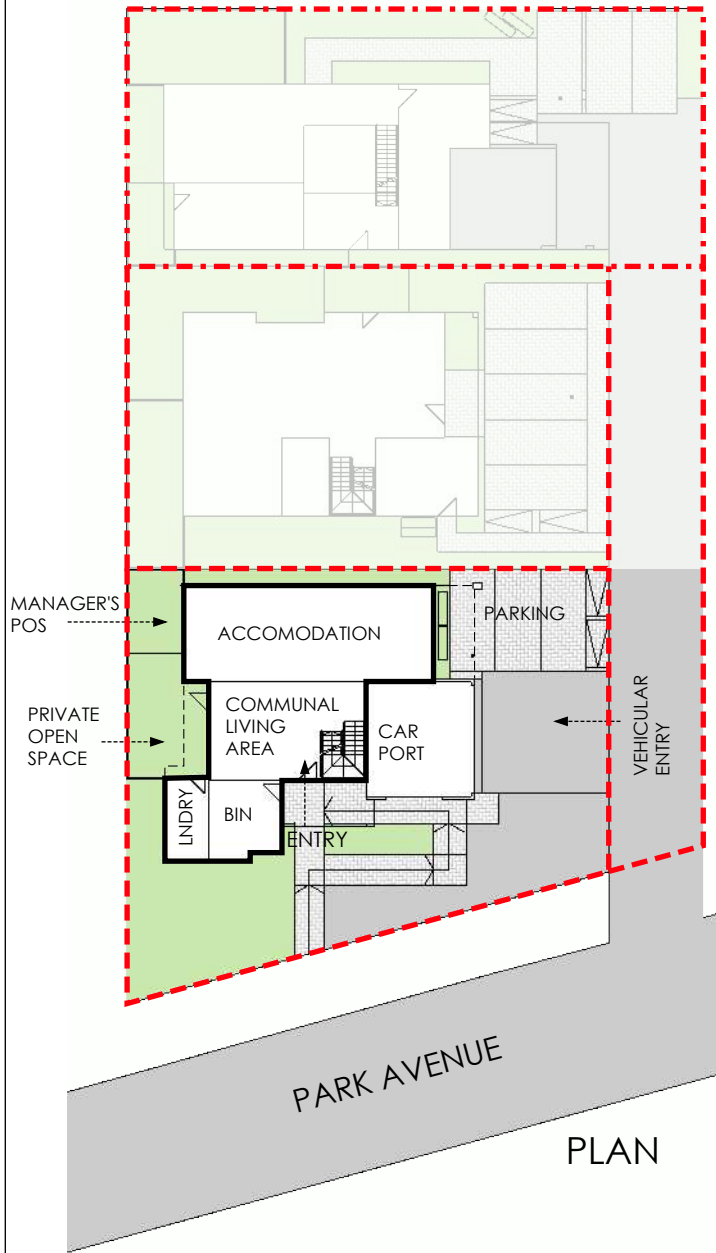 MANAGER'S
POS
ACCOMODATION
PARKING
PRIVATE
OPEN
SPACE
COMMUNAL
LIVING
AREA
CAR
PORT
VEHICULAR
ENTRY
LNDRY
BIN
ENTRY
PARK AVENUE
PLAN